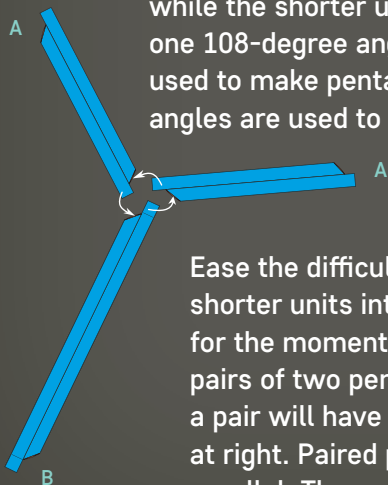 while the shorter u
one 108-degree an
used to make penta
angles are used to
A
A
Ease the difficul
shorter units int
for the moment
pairs of two per
a pair will have
at right. Paired p
B